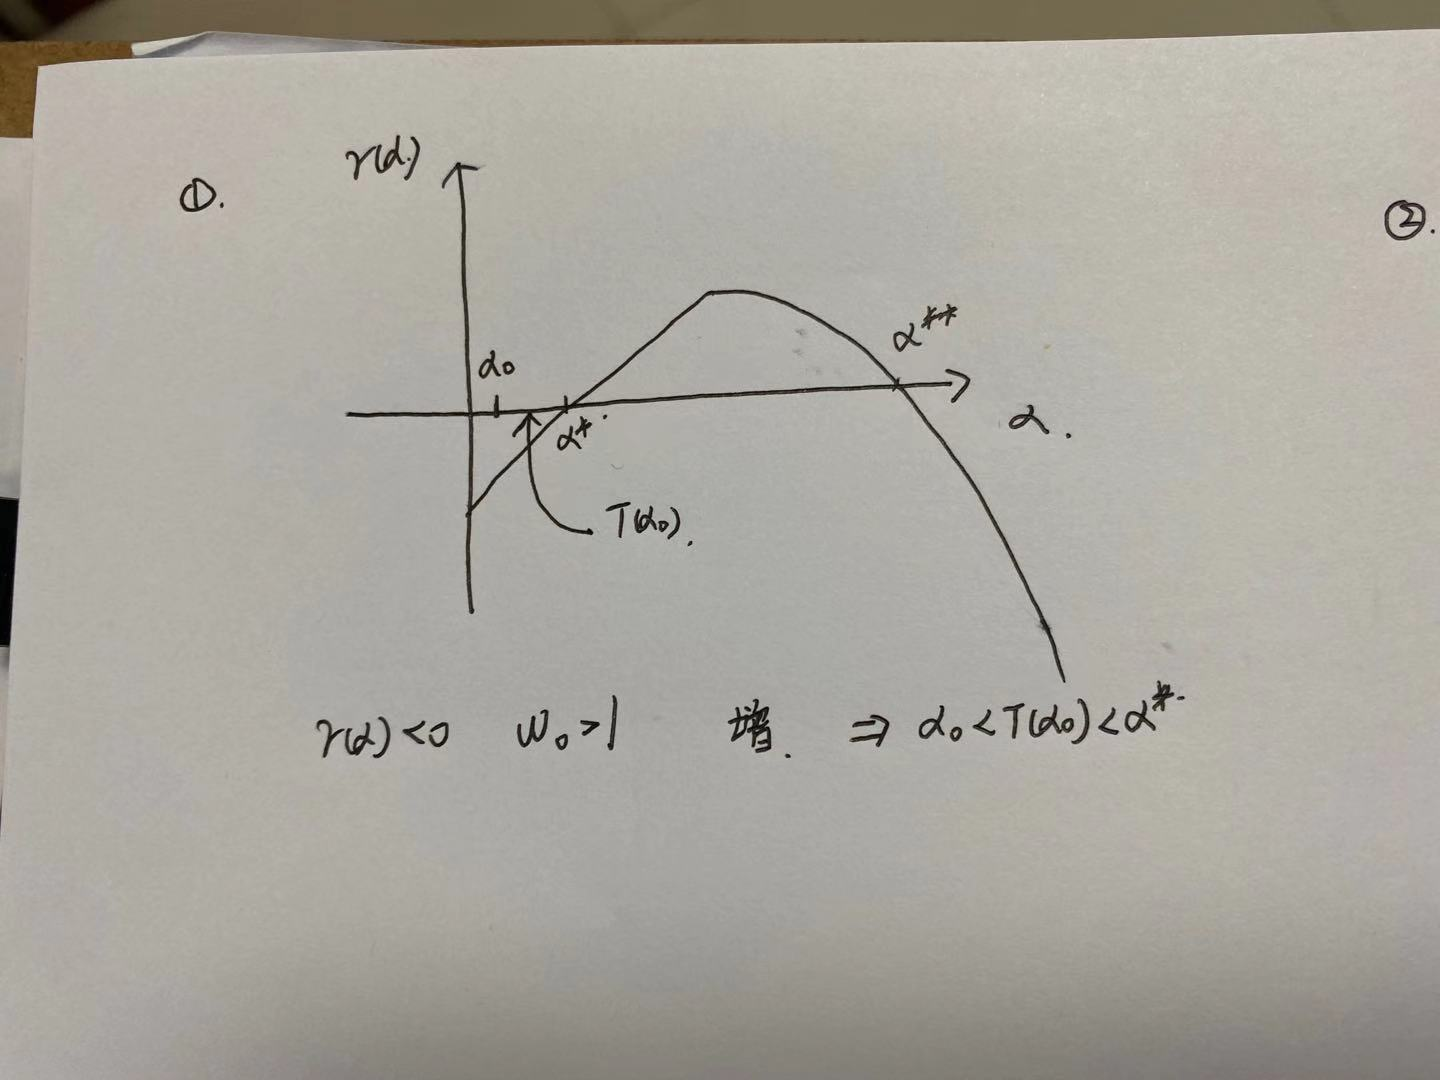 ①.
r(α)
②.
α**
α₀
α*.
α.
T(α₀).
r(α)<0 w₀>1 增. ⇒ α₀<T(α₀)<α*.